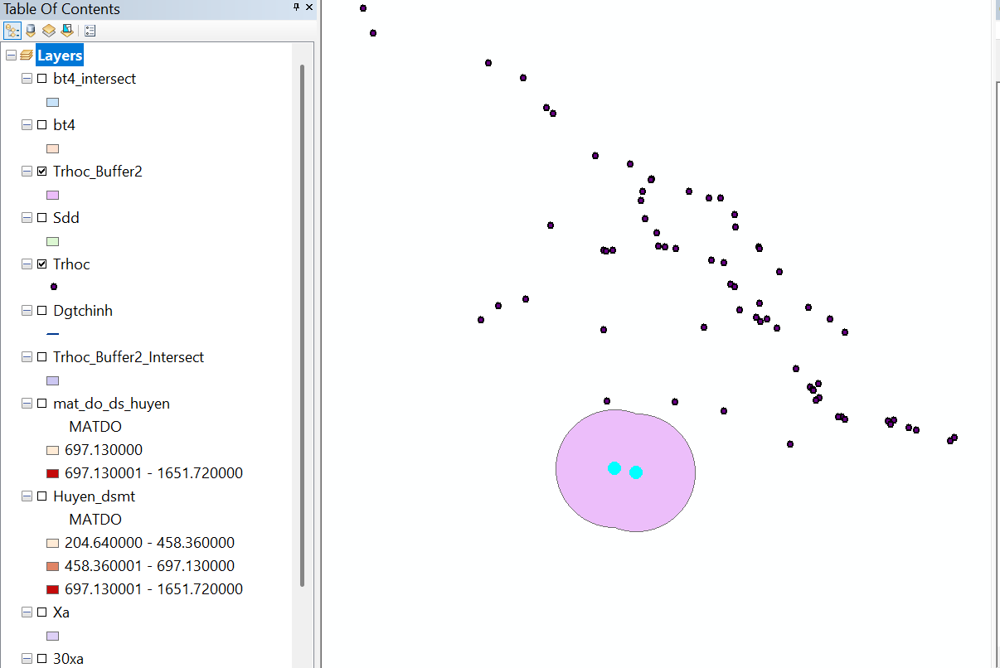 Table Of Contents
Layers
bt4_intersect
bt4
Trhoc_Buffer2
Sdd
Trhoc
Dgtchinh
Trhoc_Buffer2_Intersect
mat_do_ds_huyen
MATDO
697.130000
697.130001 - 1651.720000
Huyen_dsmt
MATDO
204.640000 - 458.360000
458.360001 - 697.130000
697.130001 - 1651.720000
Xa
30xa